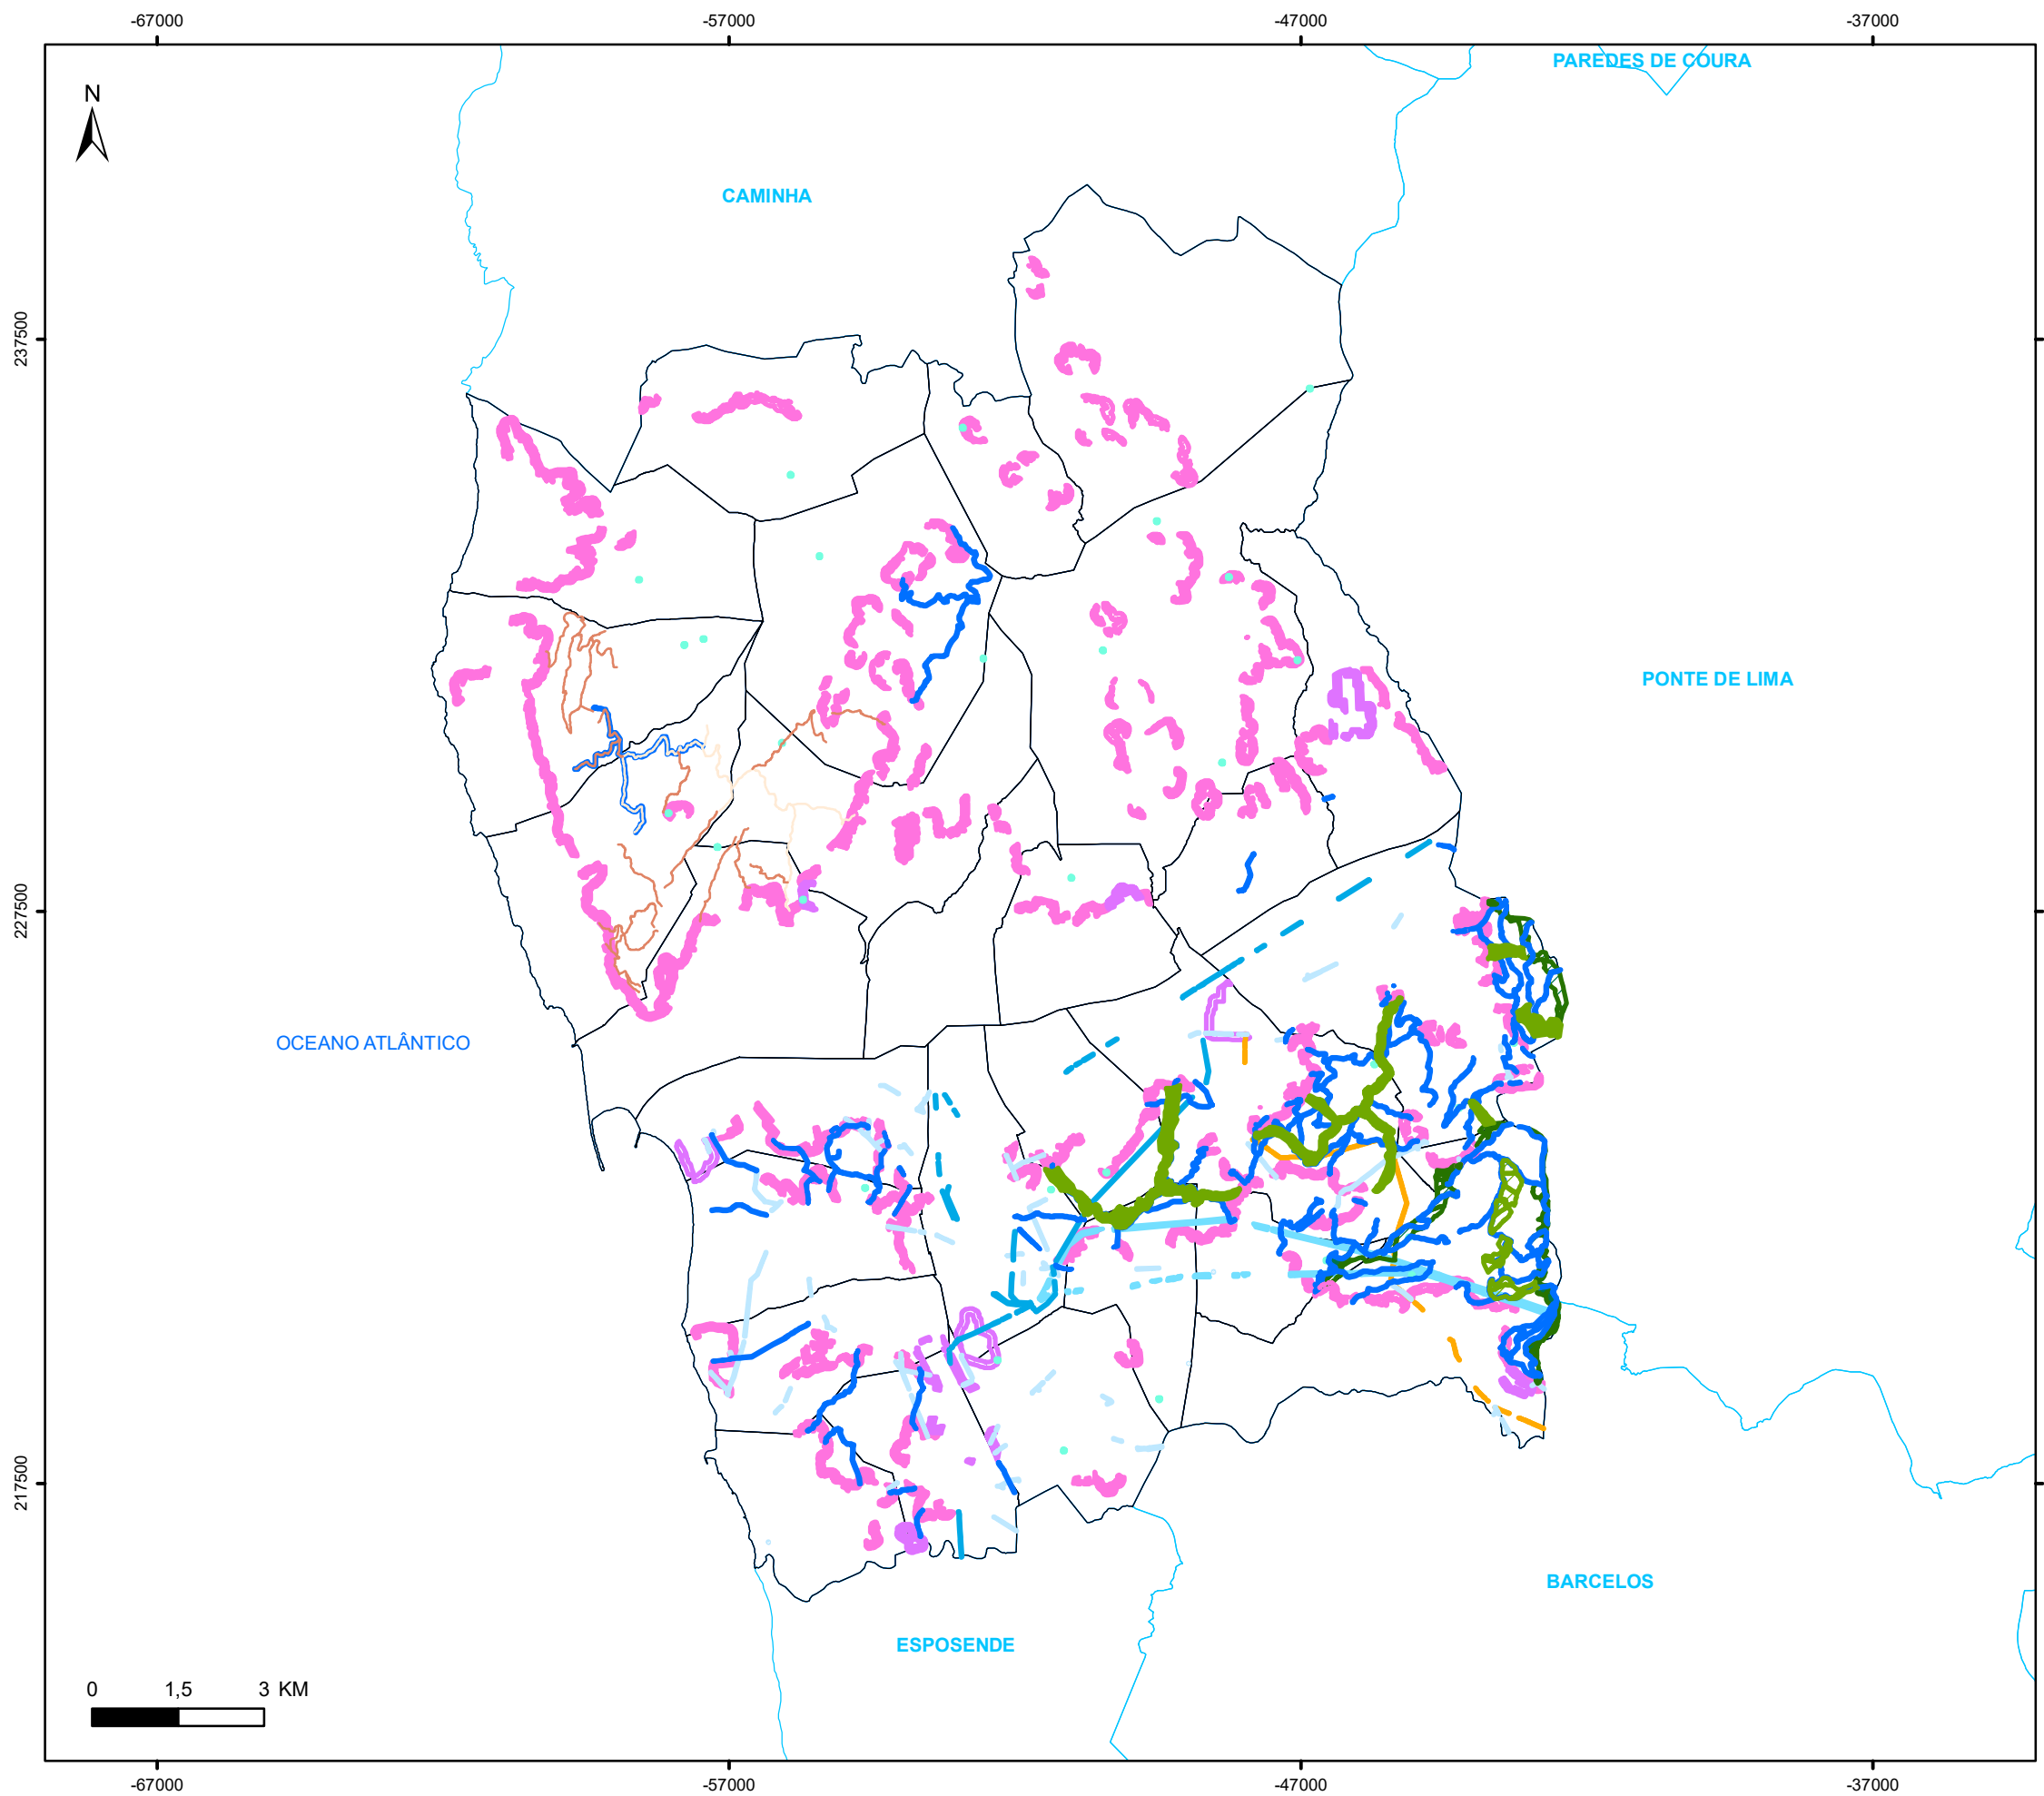 -67000 -57000 -47000 -37000
PAREDES DE COURA
N
CAMINHA
237500
PONTE DE LIMA
227500
OCEANO ATLÂNTICO
217500
BARCELOS
ESPOSENDE
0 1,5 3 KM
-67000 -57000 -47000 -37000